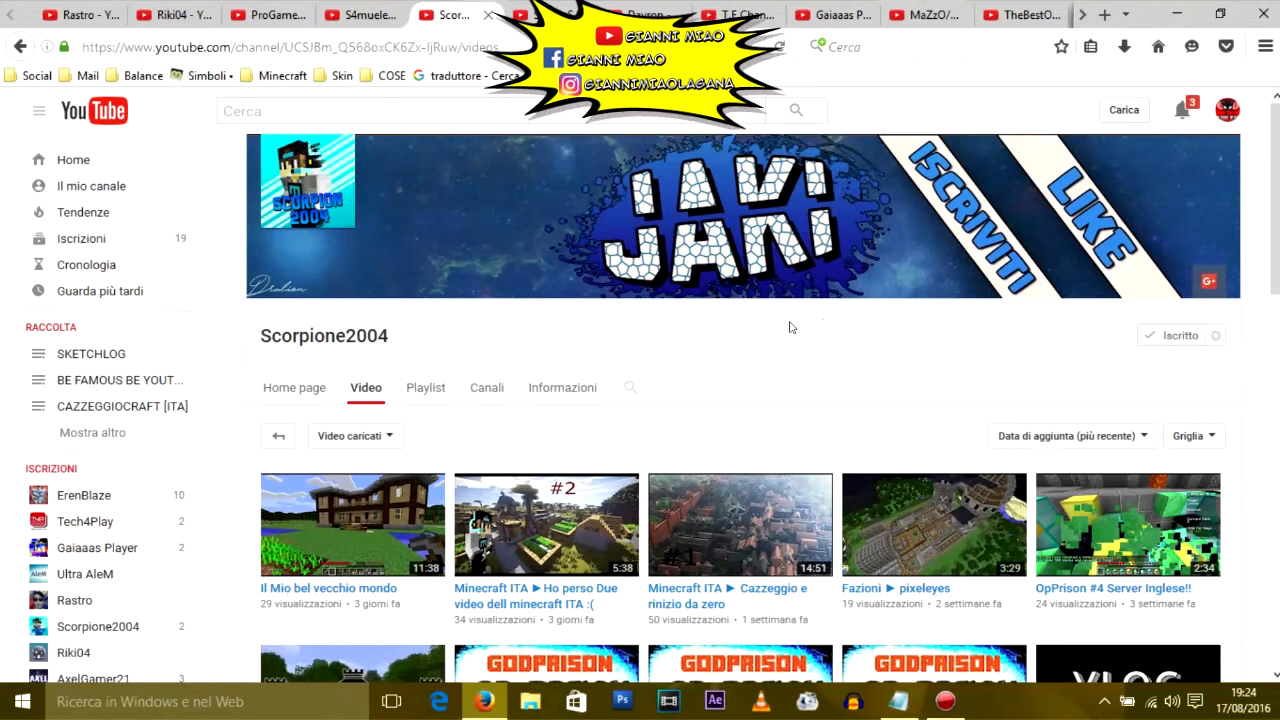 Rastro - Y...
Riki04 - Y...
ProGame...
S4muele...
Scor...
T.F Chan...
Gaiaaas P...
MaZzO/...
TheBestO...
https://www.youtube.com/channel/UCSJBm_Q568oxCK6Zx-IjRuw/videos
Cerca
GIANNI MIAO
GIANNI MIAO
GIANNIMIAOLAGANA
Social
Mail
Balance
Simboli
Minecraft
Skin
COSE
traduttore - Cerca
YouTube
Cerca
Carica
3
Home
Il mio canale
Tendenze
Iscrizioni 19
Cronologia
Guarda più tardi
RACCOLTA
SKETCHLOG
BE FAMOUS BE YOUT...
CAZZEGGIOCRAFT [ITA]
Mostra altro
ISCRIZIONI
ErenBlaze 10
Tech4Play 2
Gaiaaas Player 2
Ultra AleM
Rastro
Scorpione2004 2
Riki04
AxelGamer21 3
SCORPION
2004
JAKI
JAKI
ISCRIVITI
LIKE
G+
Scorpione2004
Iscritto
Home page
Video
Playlist
Canali
Informazioni
Video caricati
Data di aggiunta (più recente)
Griglia
11:38
Il Mio bel vecchio mondo
29 visualizzazioni • 3 giorni fa
#2
5:38
Minecraft ITA ►Ho perso Due
video dell minecraft ITA :(
34 visualizzazioni • 3 giorni fa
#1
14:51
Minecraft ITA ► Cazzeggio e
rinizio da zero
50 visualizzazioni • 1 settimana fa
3:29
Fazioni ► pixeleyes
19 visualizzazioni • 2 settimane fa
2:34
OpPrison #4 Server Inglese!!
24 visualizzazioni • 3 settimane fa
GODPRISON
GODPRISON
GODPRISON
VLOG
Ricerca in Windows e nel Web
Ps
Ae
19:24
17/08/2016